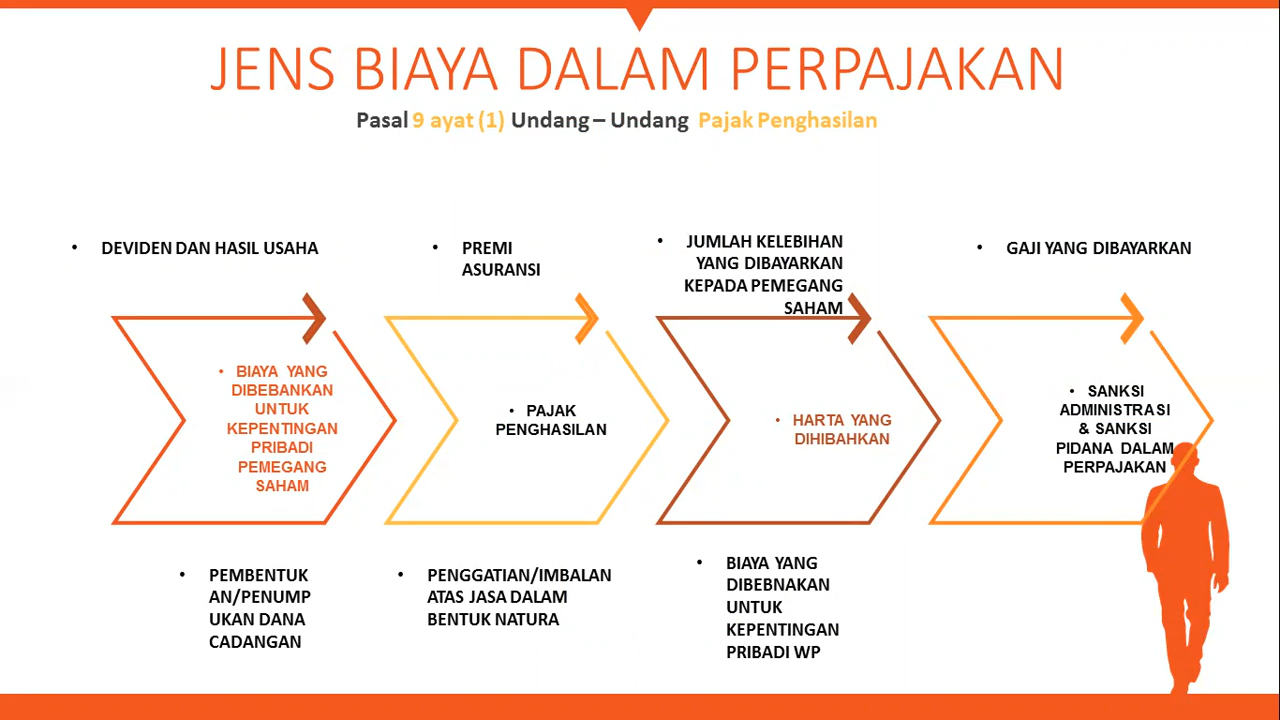 JENS BIAYA DALAM PERPAJAKAN
Pasal 9 ayat (1) Undang – Undang Pajak Penghasilan
• DEVIDEN DAN HASIL USAHA
• PREMI
ASURANSI
• JUMLAH KELEBIHAN
YANG DIBAYARKAN
KEPADA PEMEGANG
SAHAM
• GAJI YANG DIBAYARKAN
• BIAYA YANG
DIBEBANKAN
UNTUK
KEPENTINGAN
PRIBADI
PEMEGANG
SAHAM
• PAJAK
PENGHASILAN
• HARTA YANG
DIHIBAHKAN
• SANKSI
ADMINISTRASI
& SANKSI
PIDANA DALAM
PERPAJAKAN
• PEMBENTUK
AN/PENUMP
UKAN DANA
CADANGAN
• PENGGATIAN/IMBALAN
ATAS JASA DALAM
BENTUK NATURA
• BIAYA YANG
DIBEBNAKAN
UNTUK
KEPENTINGAN
PRIBADI WP